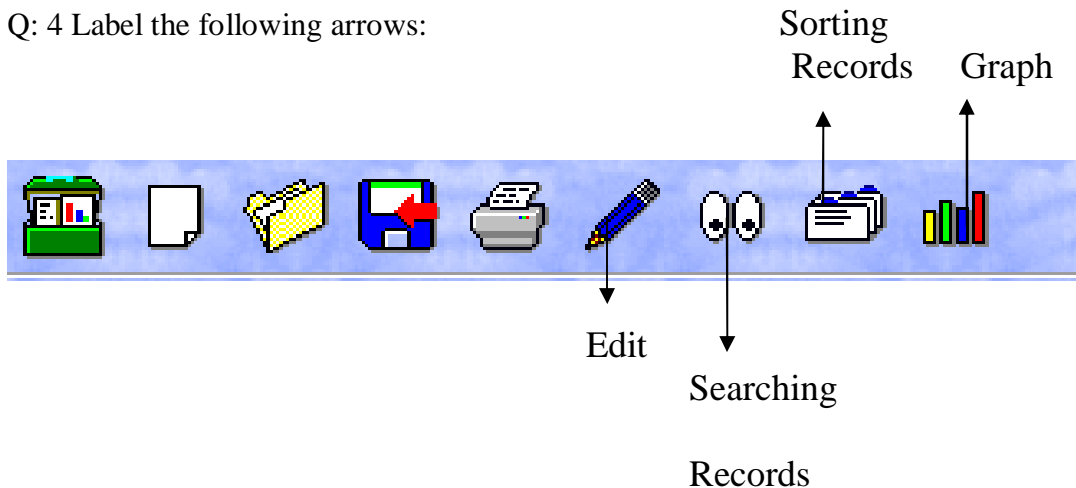 Q: 4 Label the following arrows:
Sorting
Records
Graph
Edit
Searching
Records